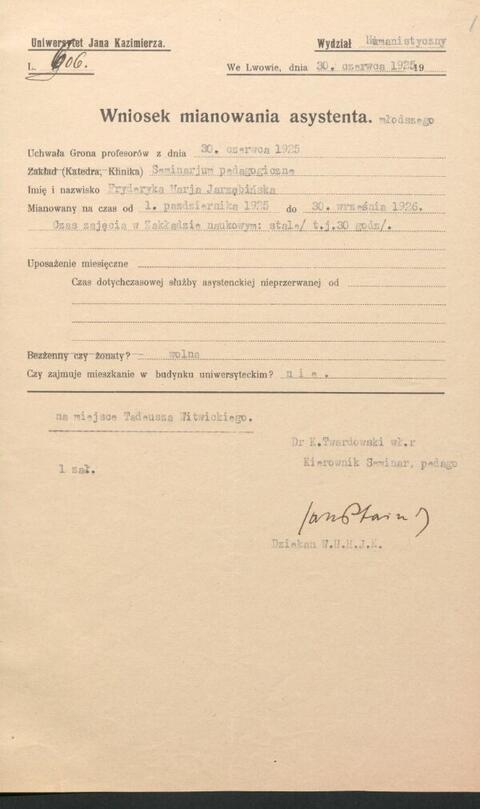 1
Uniwersytet Jana Kazimierza.
Wydział Humanistyczny
L. 606.
We Lwowie, dnia 30. czerwca 1925 19
Wniosek mianowania asystenta. młodszego
Uchwała Grona profesorów z dnia 30. czerwca 1925
Zakład (Katedra, Klinika) Seminarjum pedagogiczne
Imię i nazwisko Fryderyka Marja Jarzębińska
Mianowany na czas od 1. października 1925 do 30. września 1926.
Czas zajęcia w Zakładzie naukowym: stale/ t.j.30 godz/.
Uposażenie miesięczne
Czas dotychczasowej służby asystenckiej nieprzerwanej od
Bezżenny czy żonaty? - wolna
Czy zajmuje mieszkanie w budynku uniwersyteckim? n i e .
na miejsce Tadeusza Witwickiego.
Dr K.Twardowski wł.r
Kierownik Seminar, pedago
1 zał.
Dziekan W.H.U.J.K.